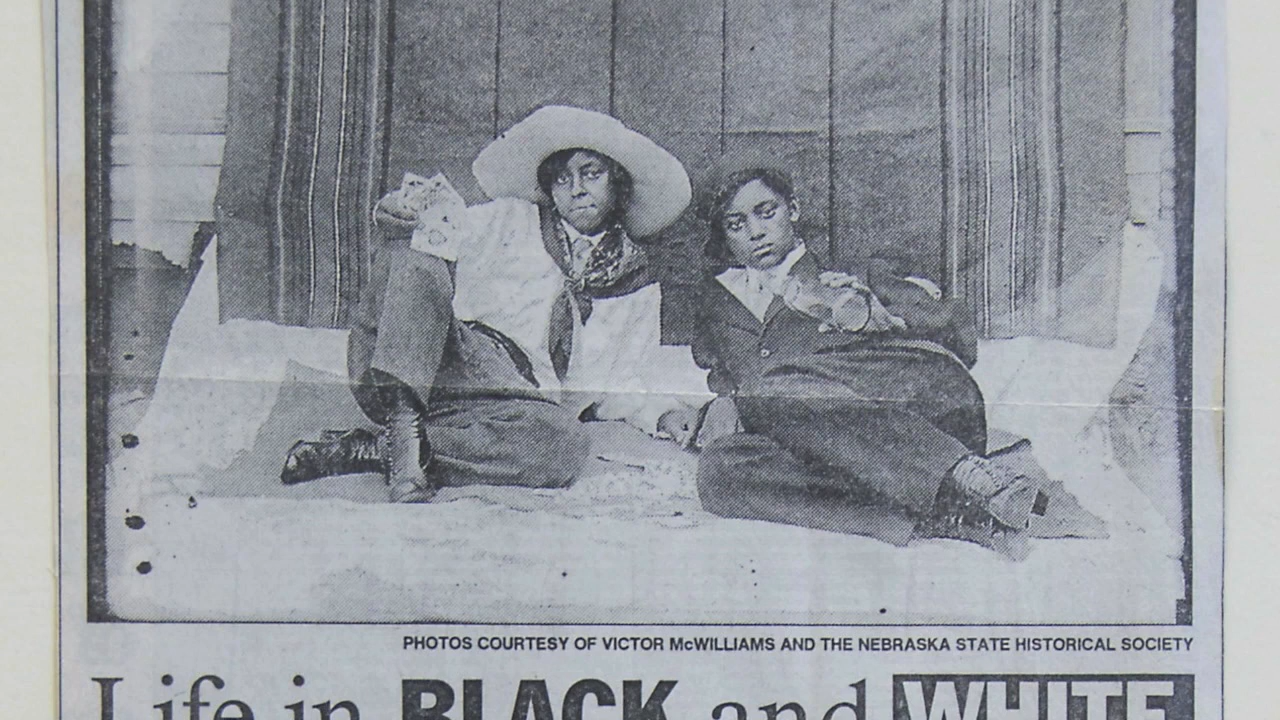 PHOTOS COURTESY OF VICTOR McWILLIAMS AND THE NEBRASKA STATE HISTORICAL SOCIETY
Life in BLACK and WHITE